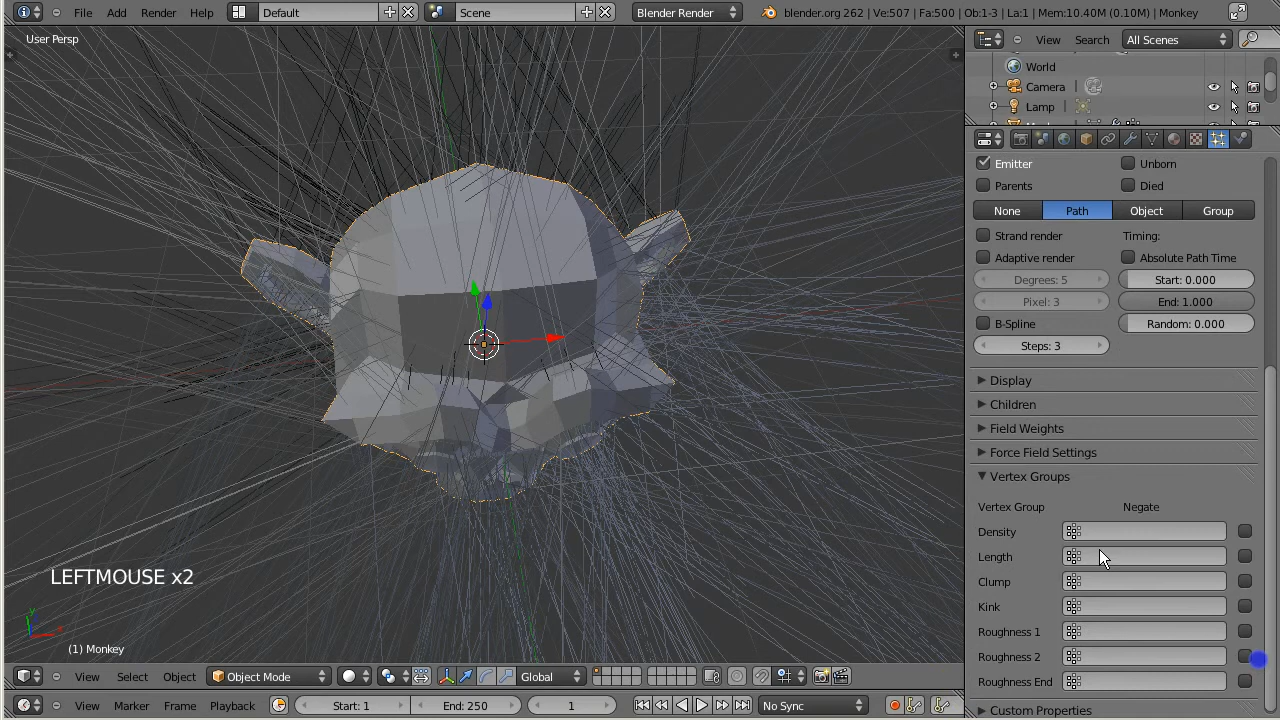 File Add Render Help Default Scene Blender Render blender.org 262 | Ve:507 | Fa:500 | Ob:1-3 | La:1 | Mem:10.40M (0.10M) | Monkey
User Persp
View Search All Scenes
World
Camera
Lamp
Emitter Unborn
Parents Died
None Path Object Group
Strand render Timing:
Adaptive render Absolute Path Time
Degrees: 5 Start: 0.000
Pixel: 3 End: 1.000
B-Spline Random: 0.000
Steps: 3
Display
Children
Field Weights
Force Field Settings
Vertex Groups
Vertex Group Negate
Density
Length
Clump
Kink
Roughness 1
Roughness 2
Roughness End
Custom Properties
LEFTMOUSE x2
y
x
(1) Monkey
View Select Object Object Mode Global
View Marker Frame Playback Start: 1 End: 250 1 No Sync